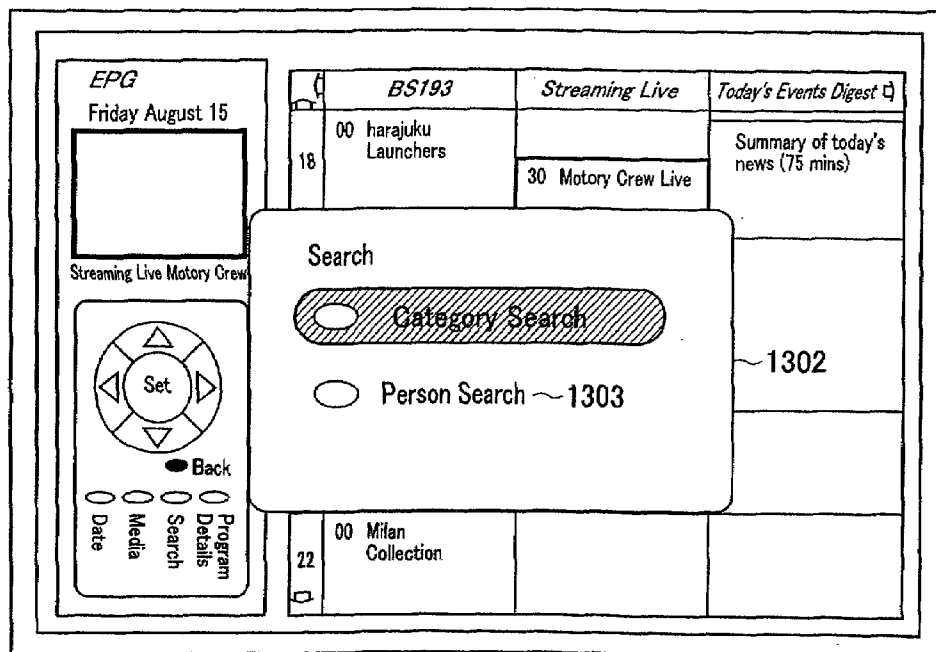 EPG
Friday August 15
Streaming Live Motory Crew
Set
Back
Date
Media
Search
Program
Details
BS193
Streaming Live
Today's Events Digest
18
00 harajuku
Launchers
30 Motory Crew Live
Summary of today's
news (75 mins)
Search
Category Search
Person Search
1303
1302
22
00 Milan
Collection